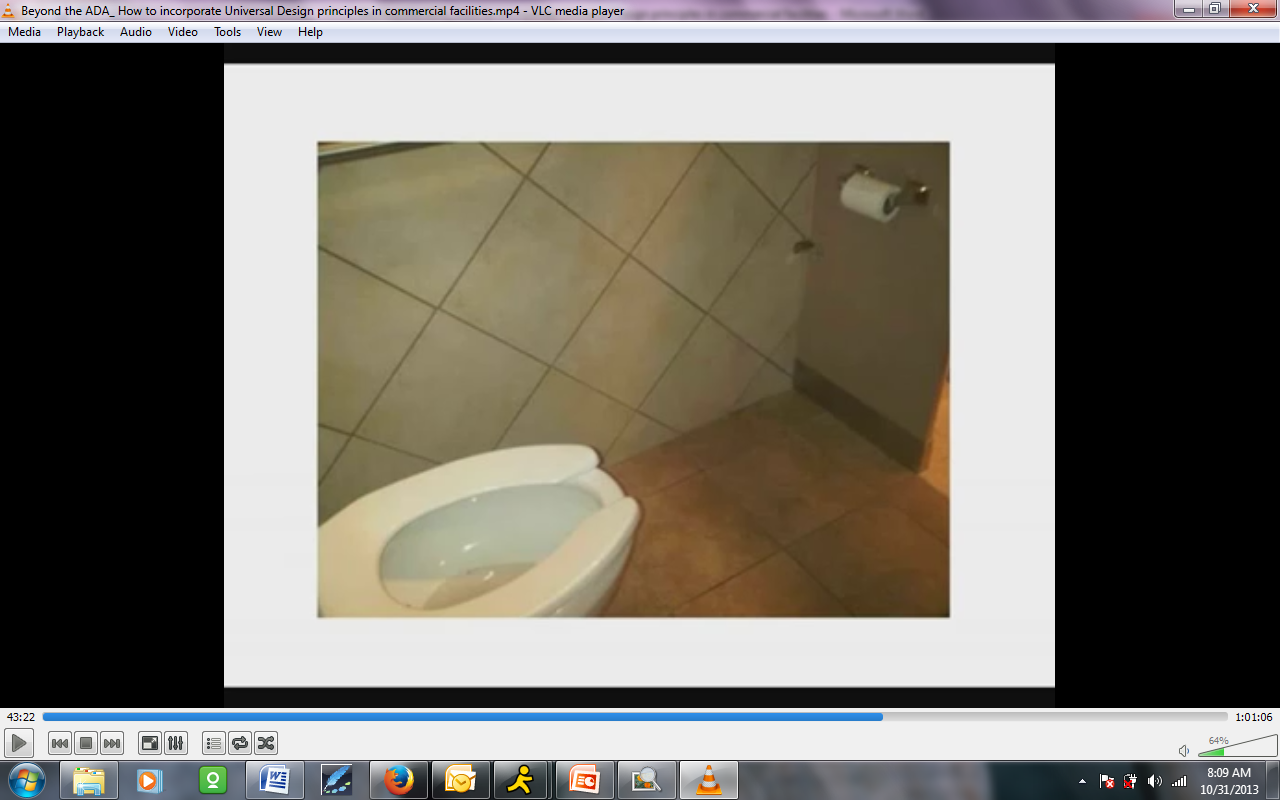 Beyond the ADA_ How to incorporate Universal Design principles in commercial facilities.mp4 - VLC media player
Media Playback Audio Video Tools View Help
43:22 1:01:06
64%
8:09 AM
10/31/2013